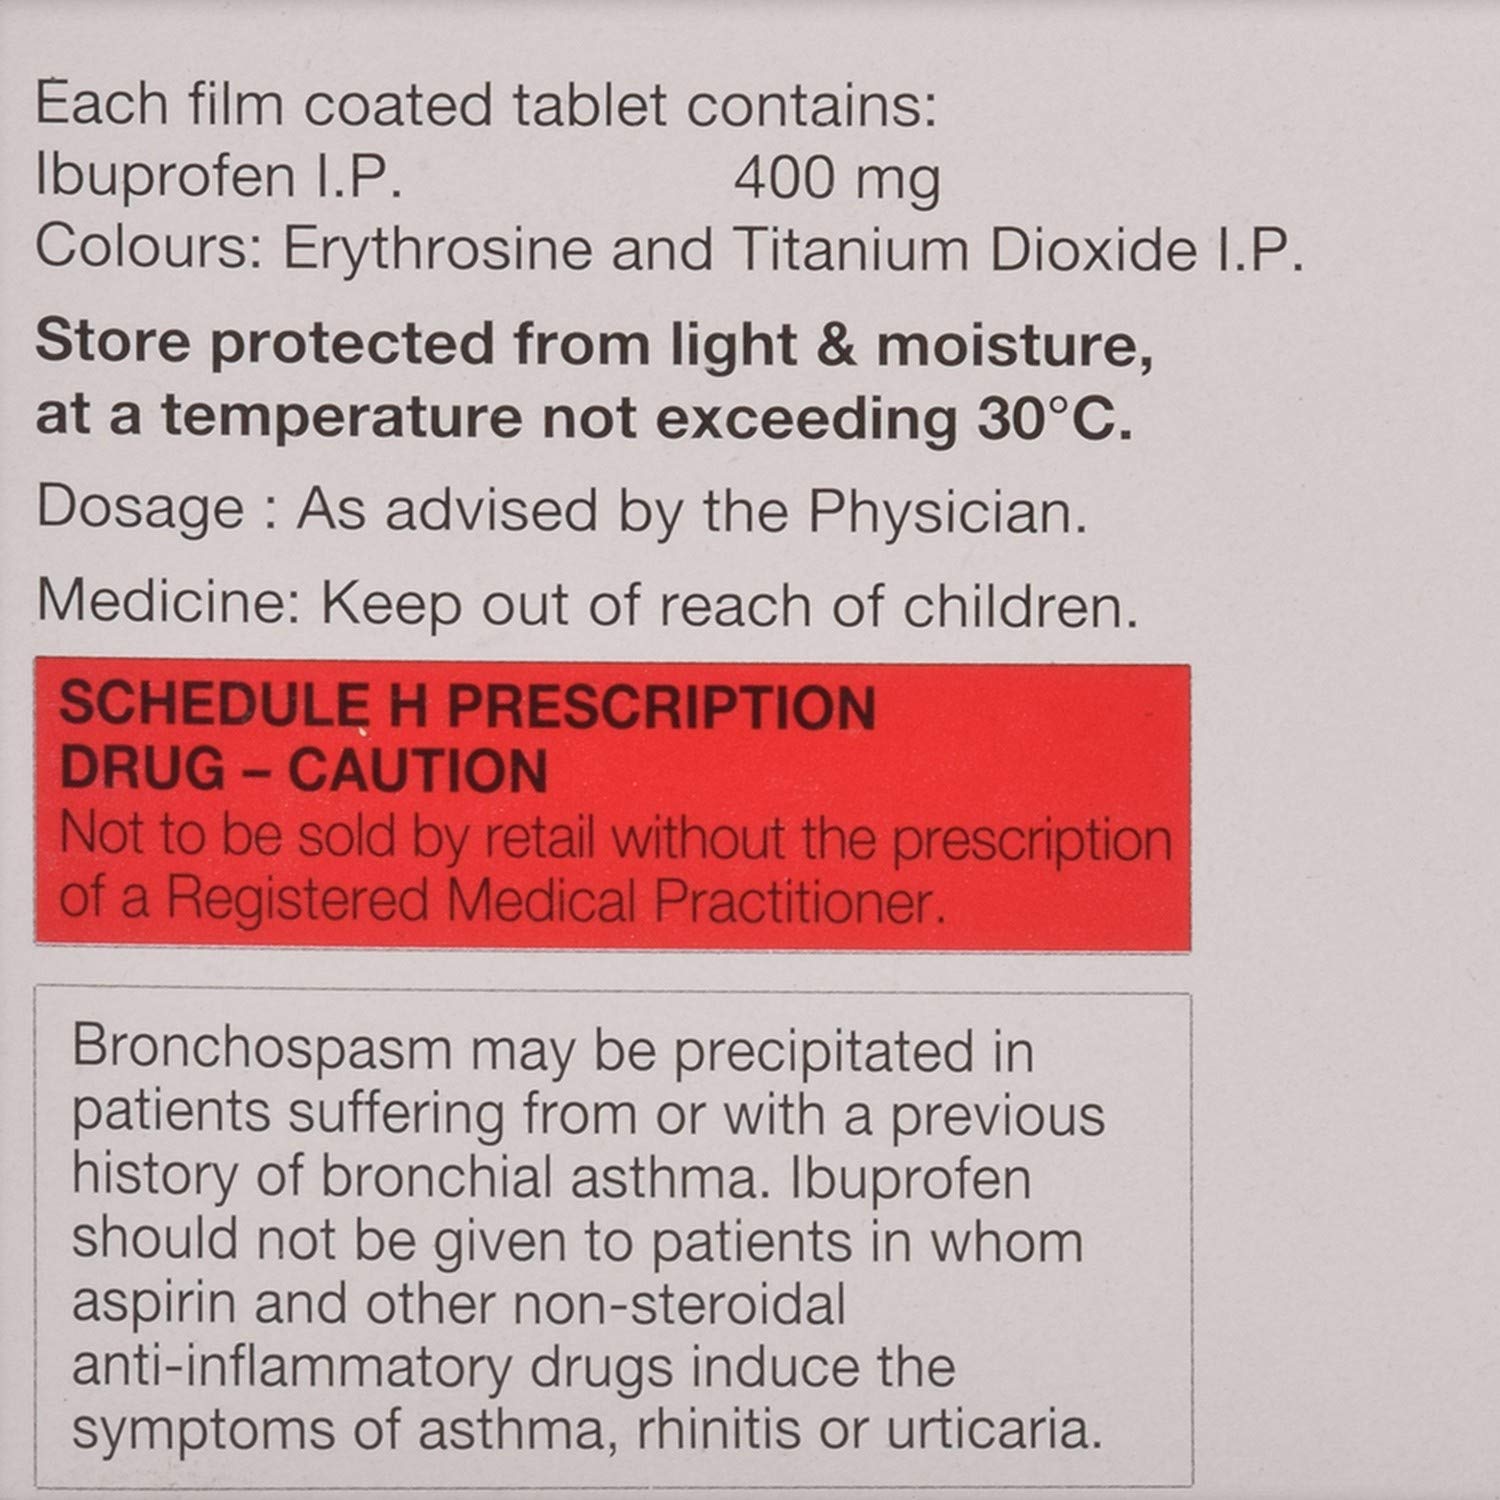 Each film coated tablet contains:
Ibuprofen I.P. 400 mg
Colours: Erythrosine and Titanium Dioxide I.P.
Store protected from light & moisture,
at a temperature not exceeding 30°C.
Dosage : As advised by the Physician.
Medicine: Keep out of reach of children.
SCHEDULE H PRESCRIPTION
DRUG – CAUTION
Not to be sold by retail without the prescription
of a Registered Medical Practitioner.
Bronchospasm may be precipitated in
patients suffering from or with a previous
history of bronchial asthma. Ibuprofen
should not be given to patients in whom
aspirin and other non-steroidal
anti-inflammatory drugs induce the
symptoms of asthma, rhinitis or urticaria.